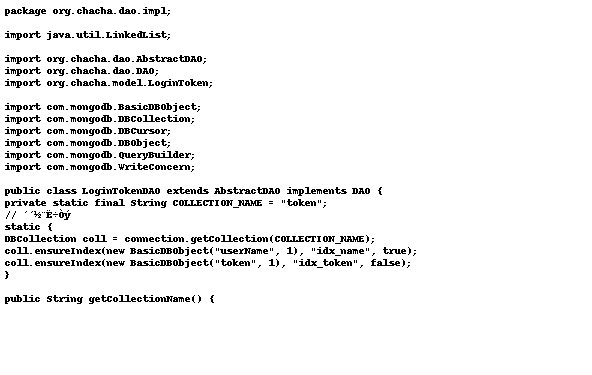 package org.chacha.dao.impl;
import java.util.LinkedList;
import org.chacha.dao.AbstractDAO;
import org.chacha.dao.DAO;
import org.chacha.model.LoginToken;
import com.mongodb.BasicDBObject;
import com.mongodb.DBCollection;
import com.mongodb.DBCursor;
import com.mongodb.DBObject;
import com.mongodb.QueryBuilder;
import com.mongodb.WriteConcern;
public class LoginTokenDAO extends AbstractDAO implements DAO {
private static final String COLLECTION_NAME = "token";
//
static {
DBCollection coll = connection.getCollection(COLLECTION_NAME);
coll.ensureIndex(new BasicDBObject("userName", 1), "idx_name", true);
coll.ensureIndex(new BasicDBObject("token", 1), "idx_token", false);
}
public String getCollectionName() {